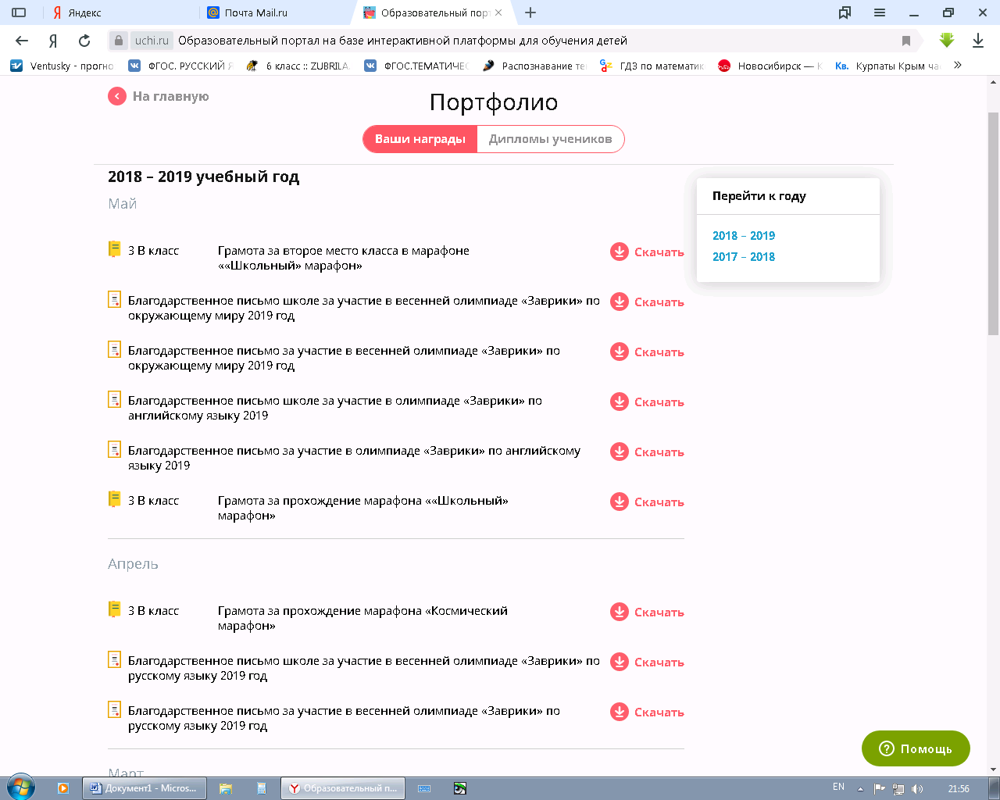 Яндекс
Почта Mail.ru
Образовательный порт
uchi.ru Образовательный портал на базе интерактивной платформы для обучения детей
Ventusky - прогно
ФГОС. РУССКИЙ Я
6 класс :: ZUBRILA.
ФГОС.ТЕМАТИЧЕС
Распознавание те
ГДЗ по математик
Новосибирск — К
Кв. Курпаты Крым ча
На главную
Портфолио
Ваши награды
Дипломы учеников
2018 – 2019 учебный год
Май
Перейти к году
2018 – 2019
2017 – 2018
3 В класс Грамота за второе место класса в марафоне Скачать
««Школьный» марафон»
Благодарственное письмо школе за участие в весенней олимпиаде «Заврики» по Скачать
окружающему миру 2019 год
Благодарственное письмо за участие в весенней олимпиаде «Заврики» по Скачать
окружающему миру 2019 год
Благодарственное письмо школе за участие в олимпиаде «Заврики» по Скачать
английскому языку 2019
Благодарственное письмо за участие в олимпиаде «Заврики» по английскому Скачать
языку 2019
3 В класс Грамота за прохождение марафона ««Школьный» Скачать
марафон»
Апрель
3 В класс Грамота за прохождение марафона «Космический Скачать
марафон»
Благодарственное письмо школе за участие в весенней олимпиаде «Заврики» по Скачать
русскому языку 2019 год
Благодарственное письмо за участие в весенней олимпиаде «Заврики» по Скачать
русскому языку 2019 год
Помощь
Март
Документ1 - Micros...
Образовательный п...
EN
21:56